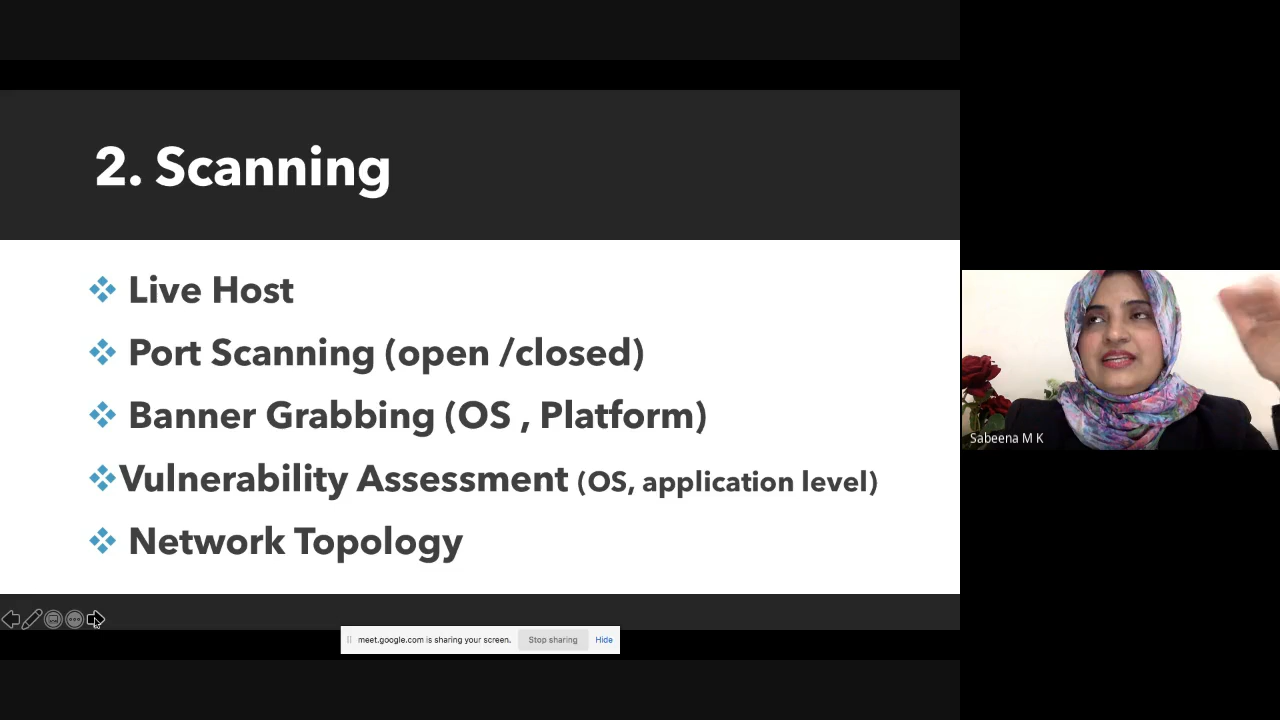 2. Scanning
Live Host
Port Scanning (open /closed)
Banner Grabbing (OS , Platform)
Vulnerability Assessment (OS, application level)
Network Topology
Sabeena M K
meet.google.com is sharing your screen. Stop sharing Hide